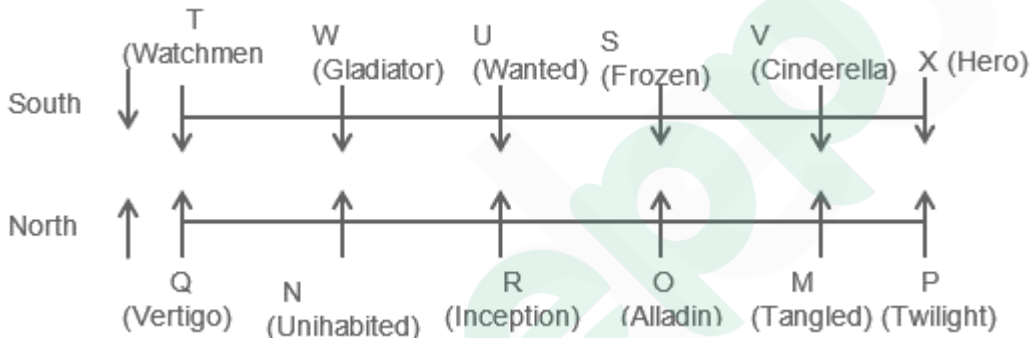 T W U S V X (Hero)
(Watchmen (Gladiator) (Wanted) (Frozen) (Cinderella)
South
North
Q N R O M P
(Vertigo) (Unihabited) (Inception) (Alladin) (Tangled) (Twilight)